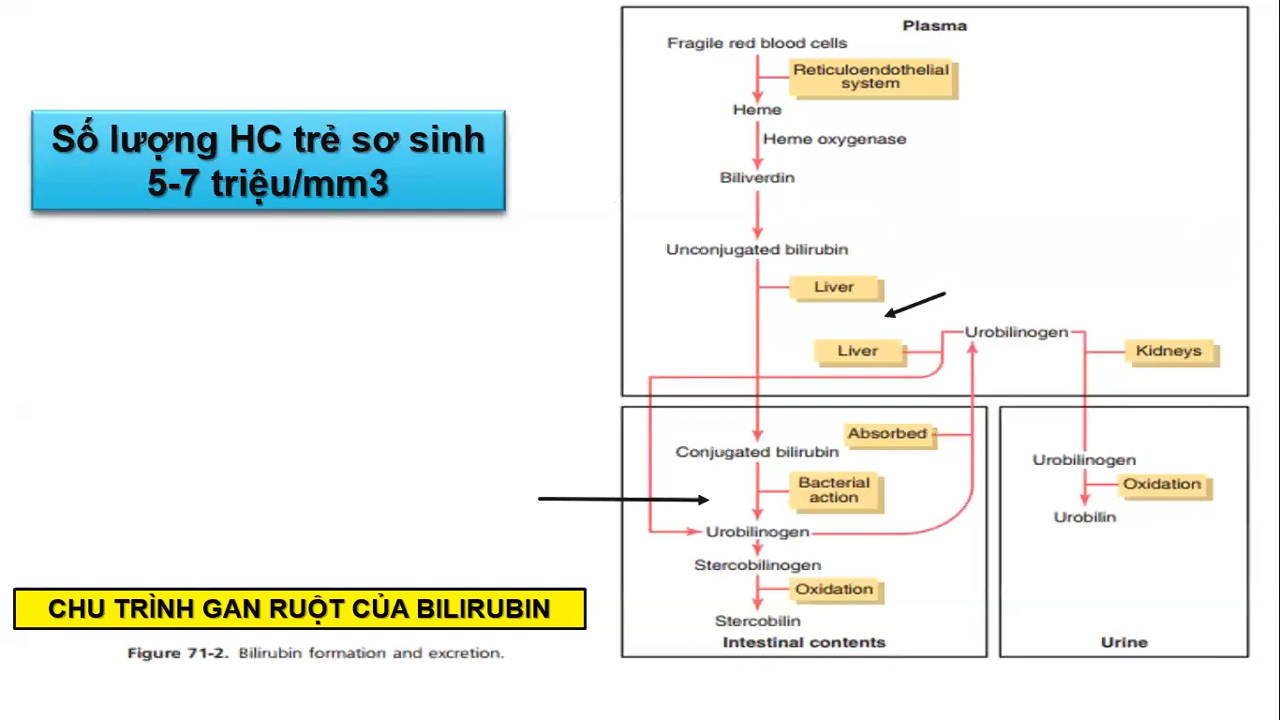 Số lượng HC trẻ sơ sinh
5-7 triệu/mm3
CHU TRÌNH GAN RUỘT CỦA BILIRUBIN
Figure 71-2. Bilirubin formation and excretion.
Plasma
Fragile red blood cells
Reticuloendothelial
system
Heme
Heme oxygenase
Biliverdin
Unconjugated bilirubin
Liver
Urobilinogen
Liver
Kidneys
Absorbed
Conjugated bilirubin
Bacterial
action
Urobilinogen
Stercobilinogen
Oxidation
Stercobilin
Intestinal contents
Urobilinogen
Oxidation
Urobilin
Urine